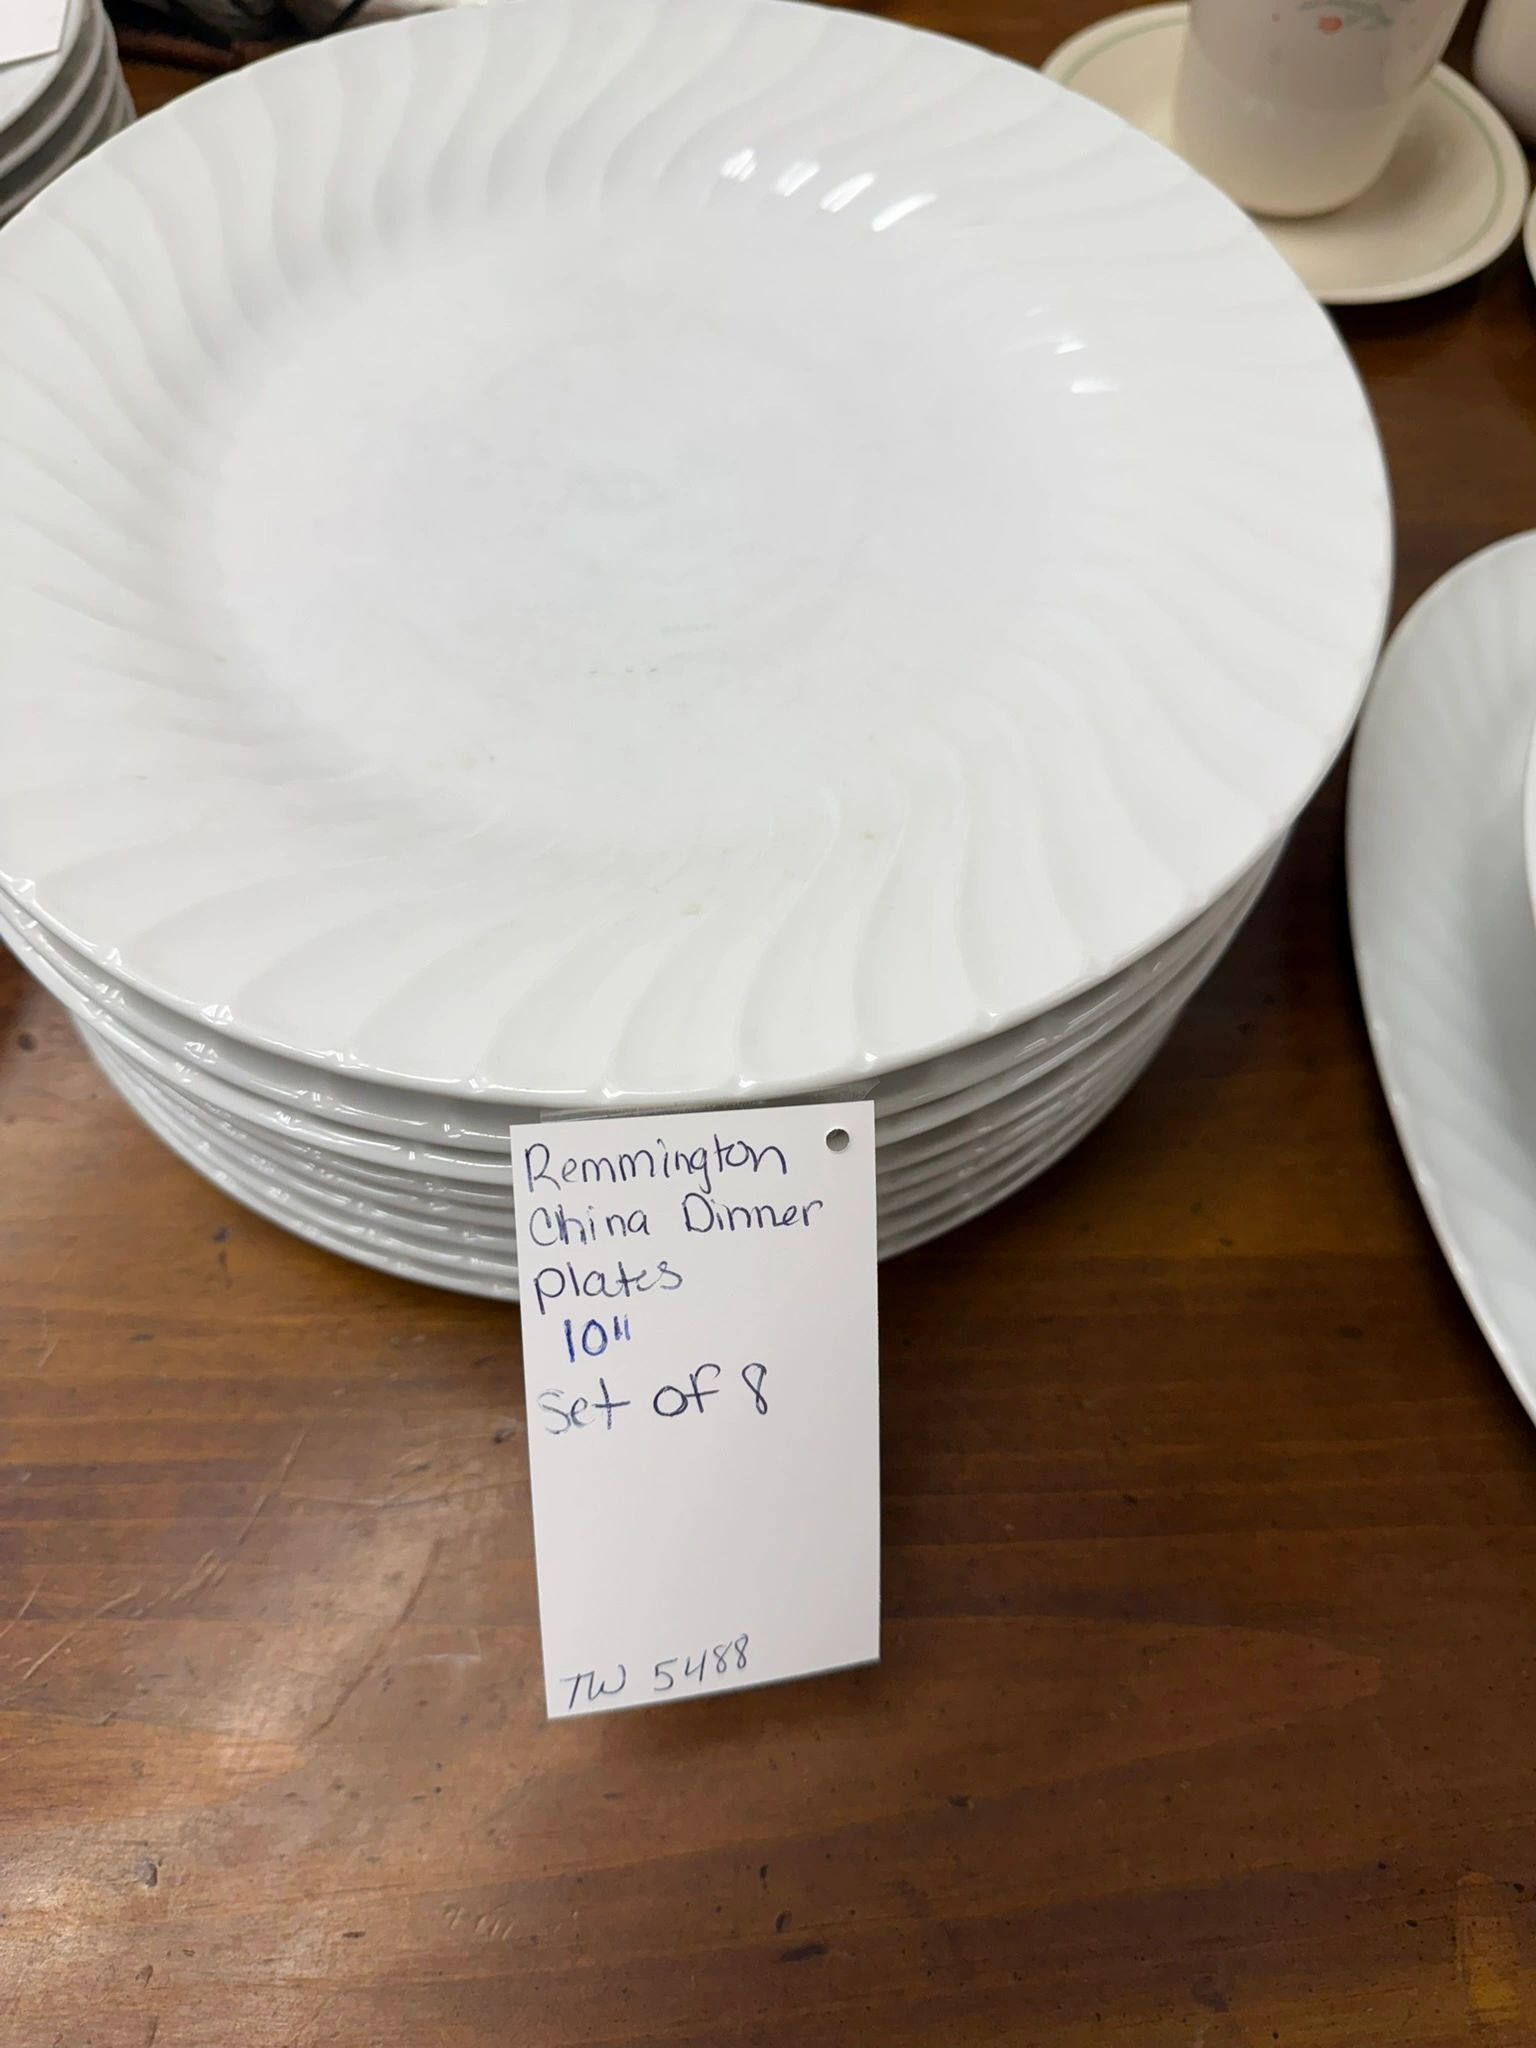 Remmington
China Dinner
plates
10"
Set of 8
TW 5488